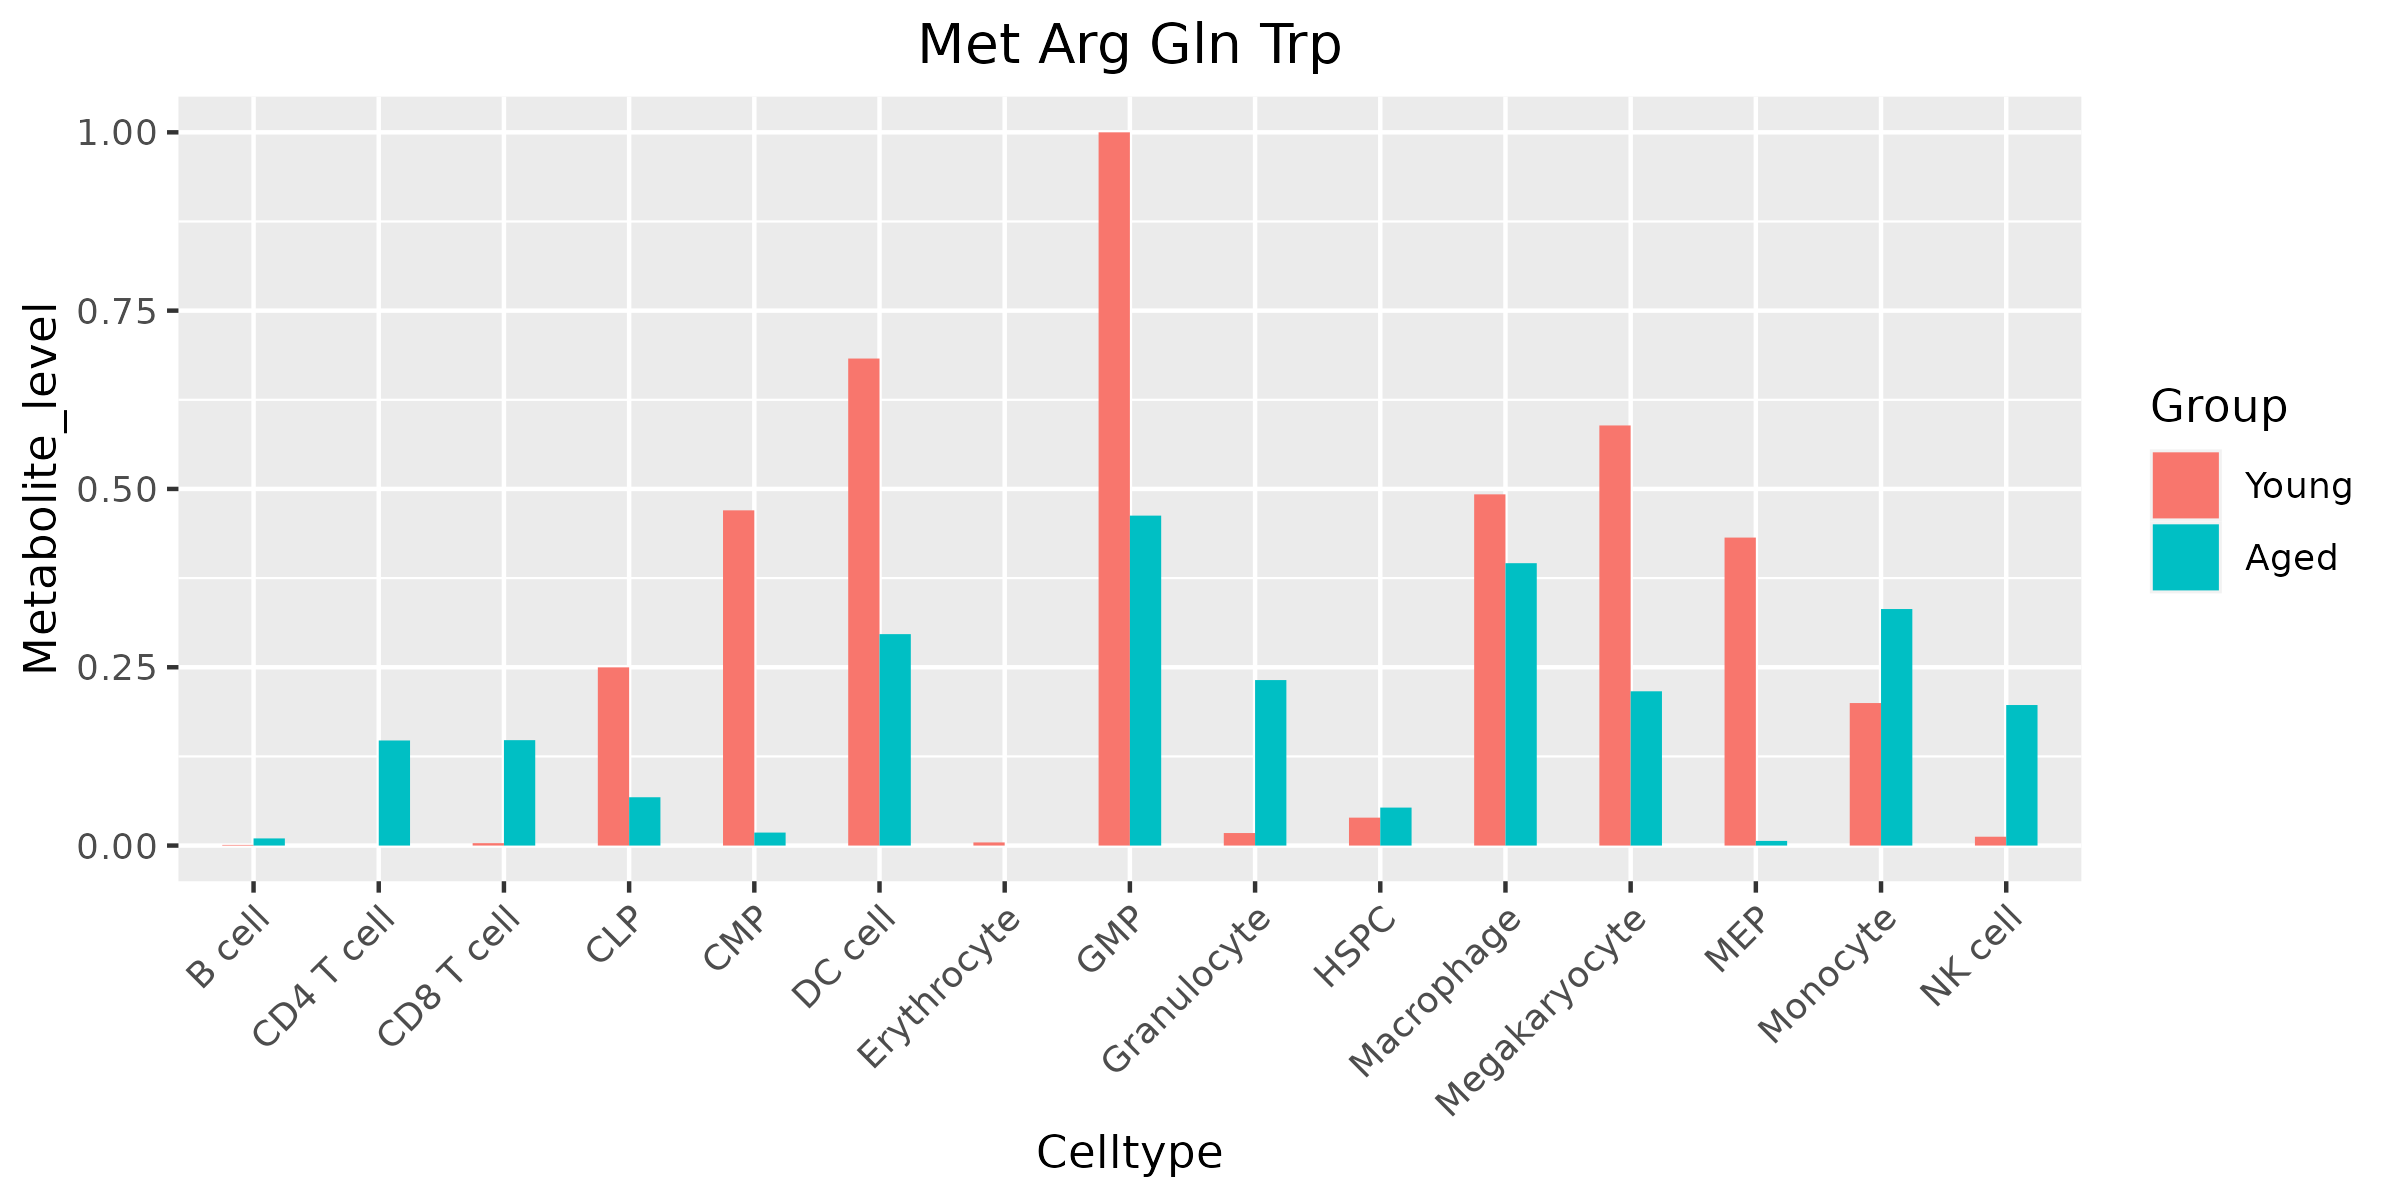 Met Arg Gln Trp
Metabolite_level
1.00
0.75
0.50
0.25
0.00
B cell
CD4 T cell
CD8 T cell
CLP
CMP
DC cell
Erythrocyte
GMP
Granulocyte
HSPC
Macrophage
Megakaryocyte
MEP
Monocyte
NK cell
Celltype
Group
Young
Aged